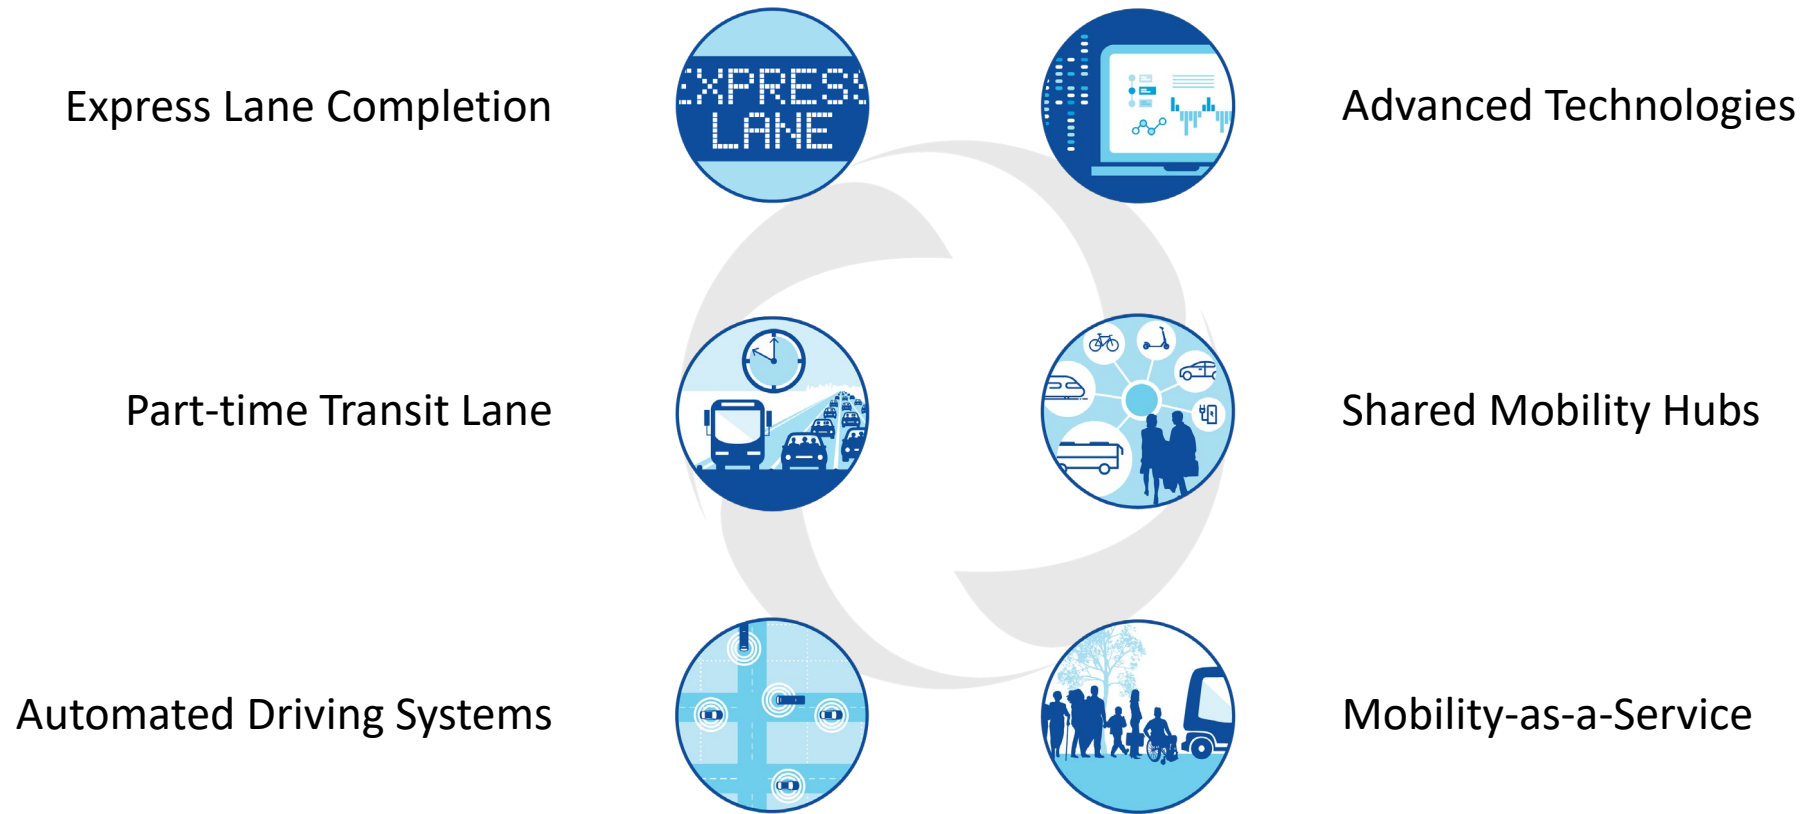 Express Lane Completion
EXPRESS
LANE
Advanced Technologies
Part-time Transit Lane
Shared Mobility Hubs
Automated Driving Systems
Mobility-as-a-Service